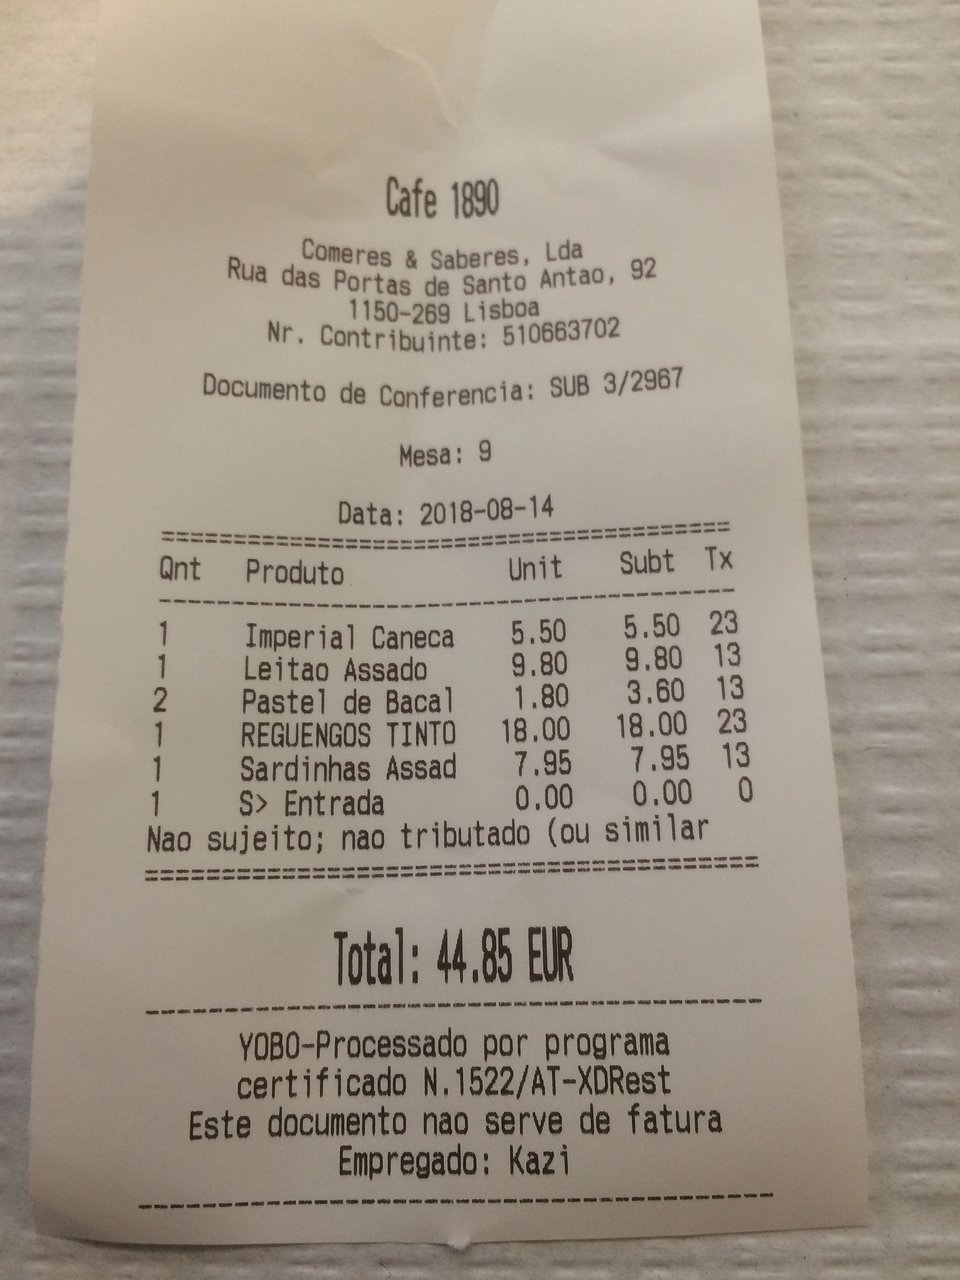 Cafe 1890
Comeres & Saberes, Lda
Rua das Portas de Santo Antao, 92
1150-269 Lisboa
Nr. Contribuinte: 510663702
Documento de Conferencia: SUB 3/2967
Mesa: 9
Data: 2018-08-14
Qnt Produto Unit Subt Tx
1 Imperial Caneca 5.50 5.50 23
1 Leitao Assado 9.80 9.80 13
2 Pastel de Bacal 1.80 3.60 13
1 REGUENGOS TINTO 18.00 18.00 23
1 Sardinhas Assad 7.95 7.95 13
1 S> Entrada 0.00 0.00 0
Nao sujeito; nao tributado (ou similar
Total: 44.85 EUR
YOBO-Processado por programa
certificado N.1522/AT-XDRest
Este documento nao serve de fatura
Empregado: Kazi